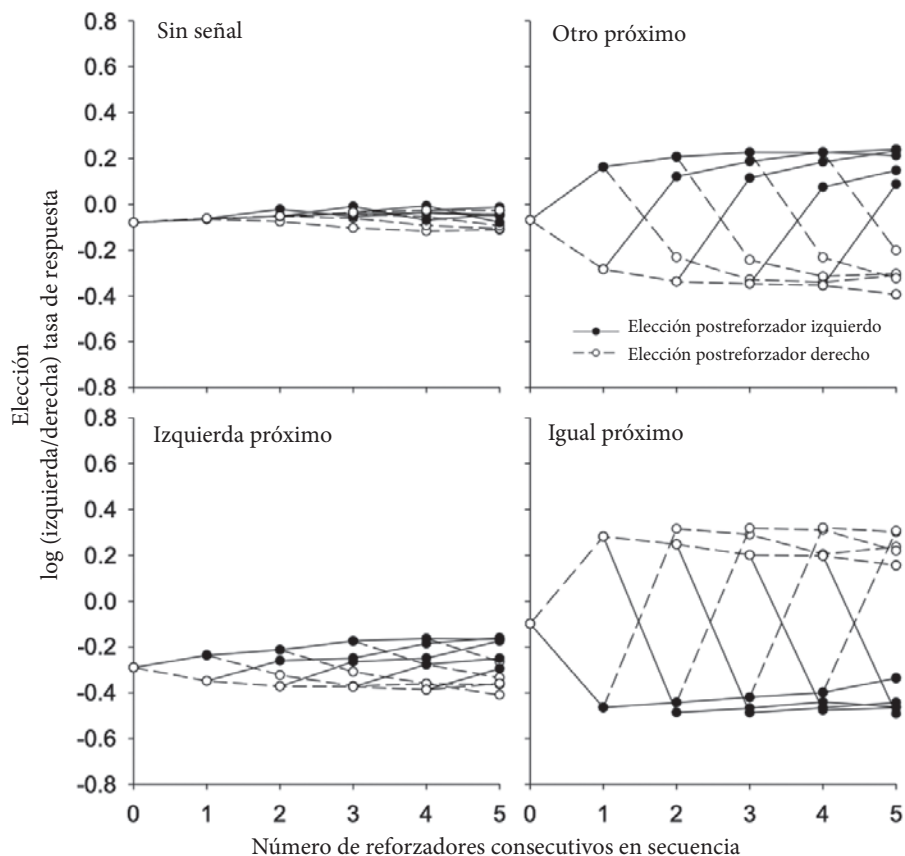 Sin señal
0.8
0.6
0.4
0.2
0.0
-0.2
-0.4
-0.6
-0.8
Otro próximo
Elección postreforzador izquierdo
Elección postreforzador derecho
Izquierda próximo
0.8
0.6
0.4
0.2
0.0
-0.2
-0.4
-0.6
-0.8
0 1 2 3 4 5
Igual próximo
0 1 2 3 4 5
Elección
log (izquierda/derecha) tasa de respuesta
Número de reforzadores consecutivos en secuencia